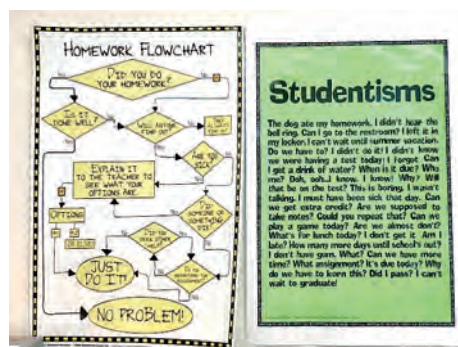 HOMEWORK FLOWCHART
DID YOU DO
YOUR HOMEWORK?
IS IT
DONE WELL?
WILL ANYONE
FIND OUT?
ARE YOU
SICK?
EXPLAIN IT
TO THE TEACHER TO
SEE WHAT YOUR
OPTIONS ARE.
OPTIONS
DID
SOMEONE OR
SOMETHING
DIE?
JUST
DO IT!
NO PROBLEM!
Studentisms
The dog ate my homework. I didn't hear the
bell ring. Can I go to the restroom? I left it in
my locker. I can't wait until summer vacation.
Do we have to? I didn't do it! I didn't know
we were having a test today! I forgot. Can
I get a drink of water? When is it due? Who
me? Ooh, ooh...I know. I know! Why? Will
that be on the test? This is boring. I wasn't
talking. I must have been sick that day. Can
we get extra credit? Are we supposed to
take notes? Could you repeat that? Can we
play a game today? Are we almost done?
What's for lunch today? I don't get it. Am I
late? How many more days until school's out?
I don't have gum. What? Can we have more
time? What assignment? It's due today? Why
do we have to learn this? Did I pass? I can't
wait to graduate!